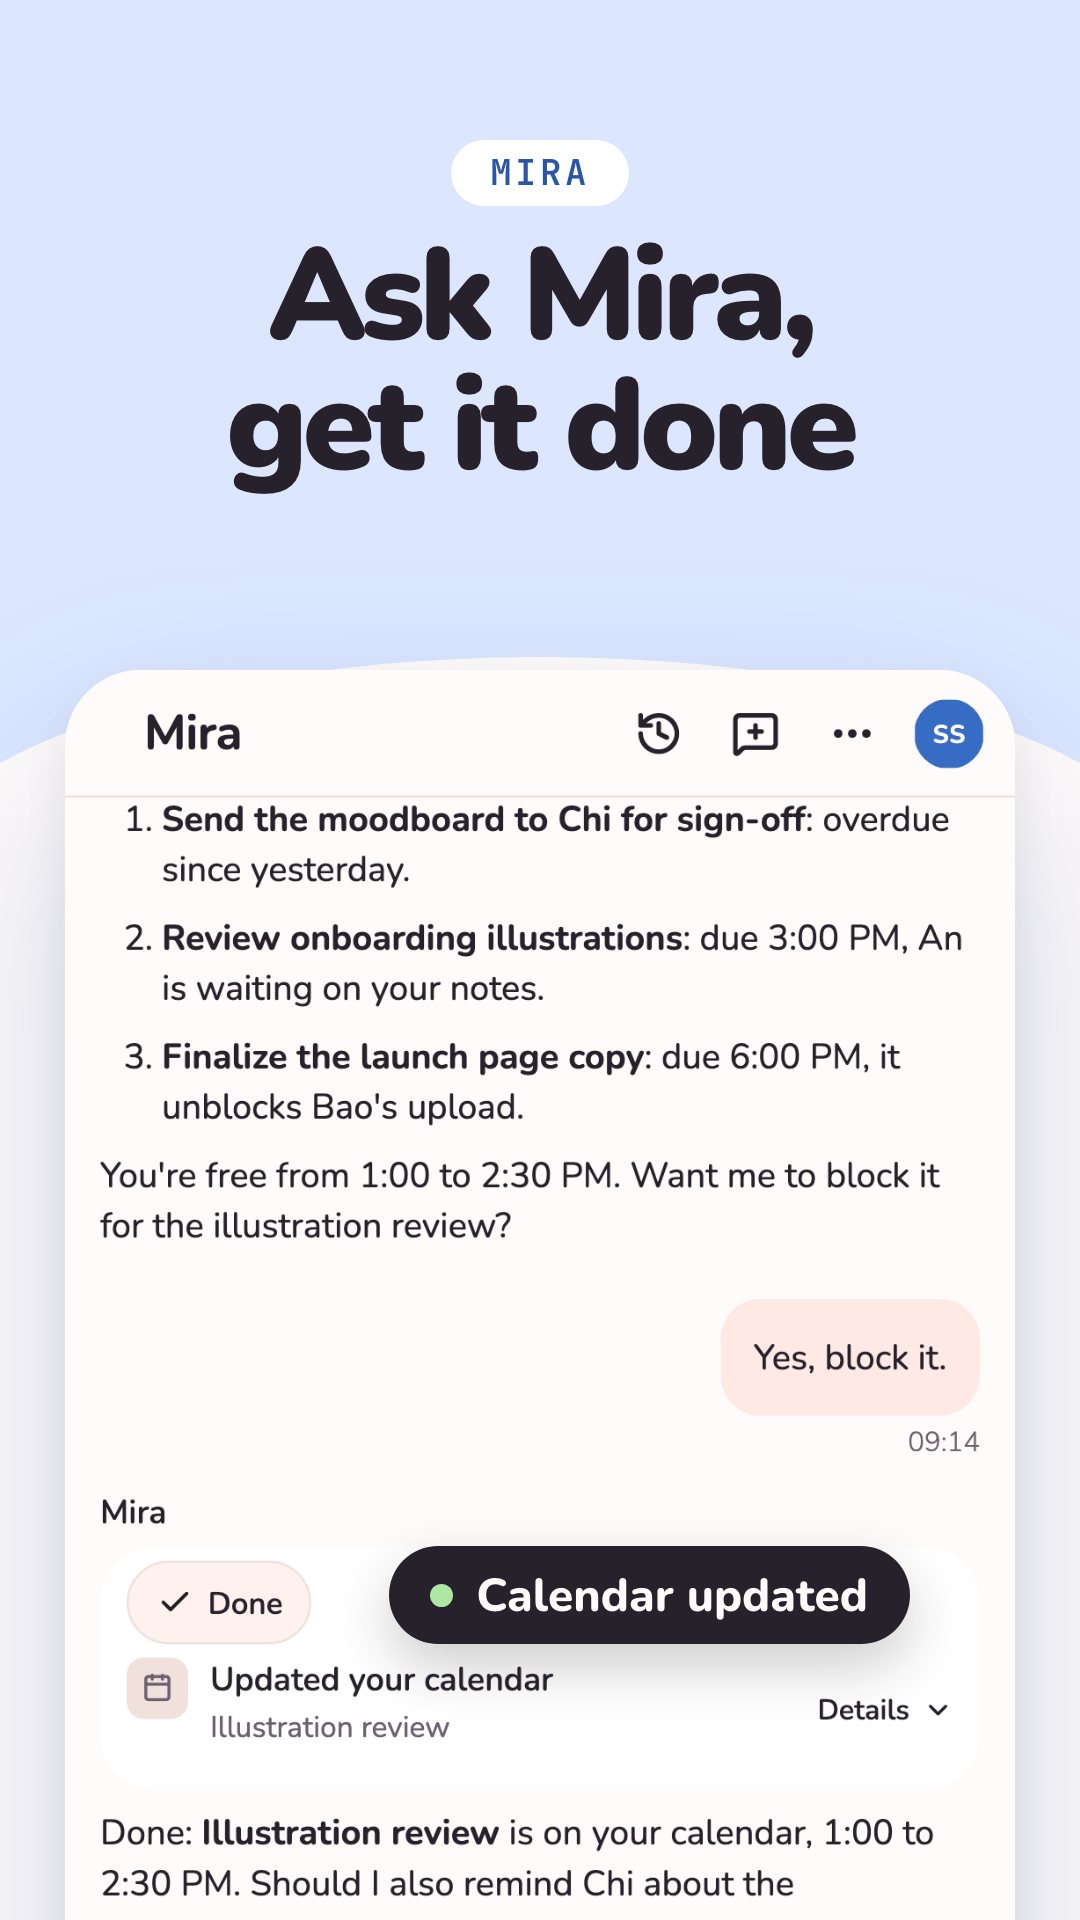 MIRA
Ask Mira,
get it done
Mira
SS
1. Send the moodboard to Chi for sign-off: overdue
since yesterday.
2. Review onboarding illustrations: due 3:00 PM, An
is waiting on your notes.
3. Finalize the launch page copy: due 6:00 PM, it
unblocks Bao's upload.
You're free from 1:00 to 2:30 PM. Want me to block it
for the illustration review?
Yes, block it.
09:14
Mira
Done
Calendar updated
Updated your calendar
Illustration review
Details
Done: Illustration review is on your calendar, 1:00 to
2:30 PM. Should I also remind Chi about the